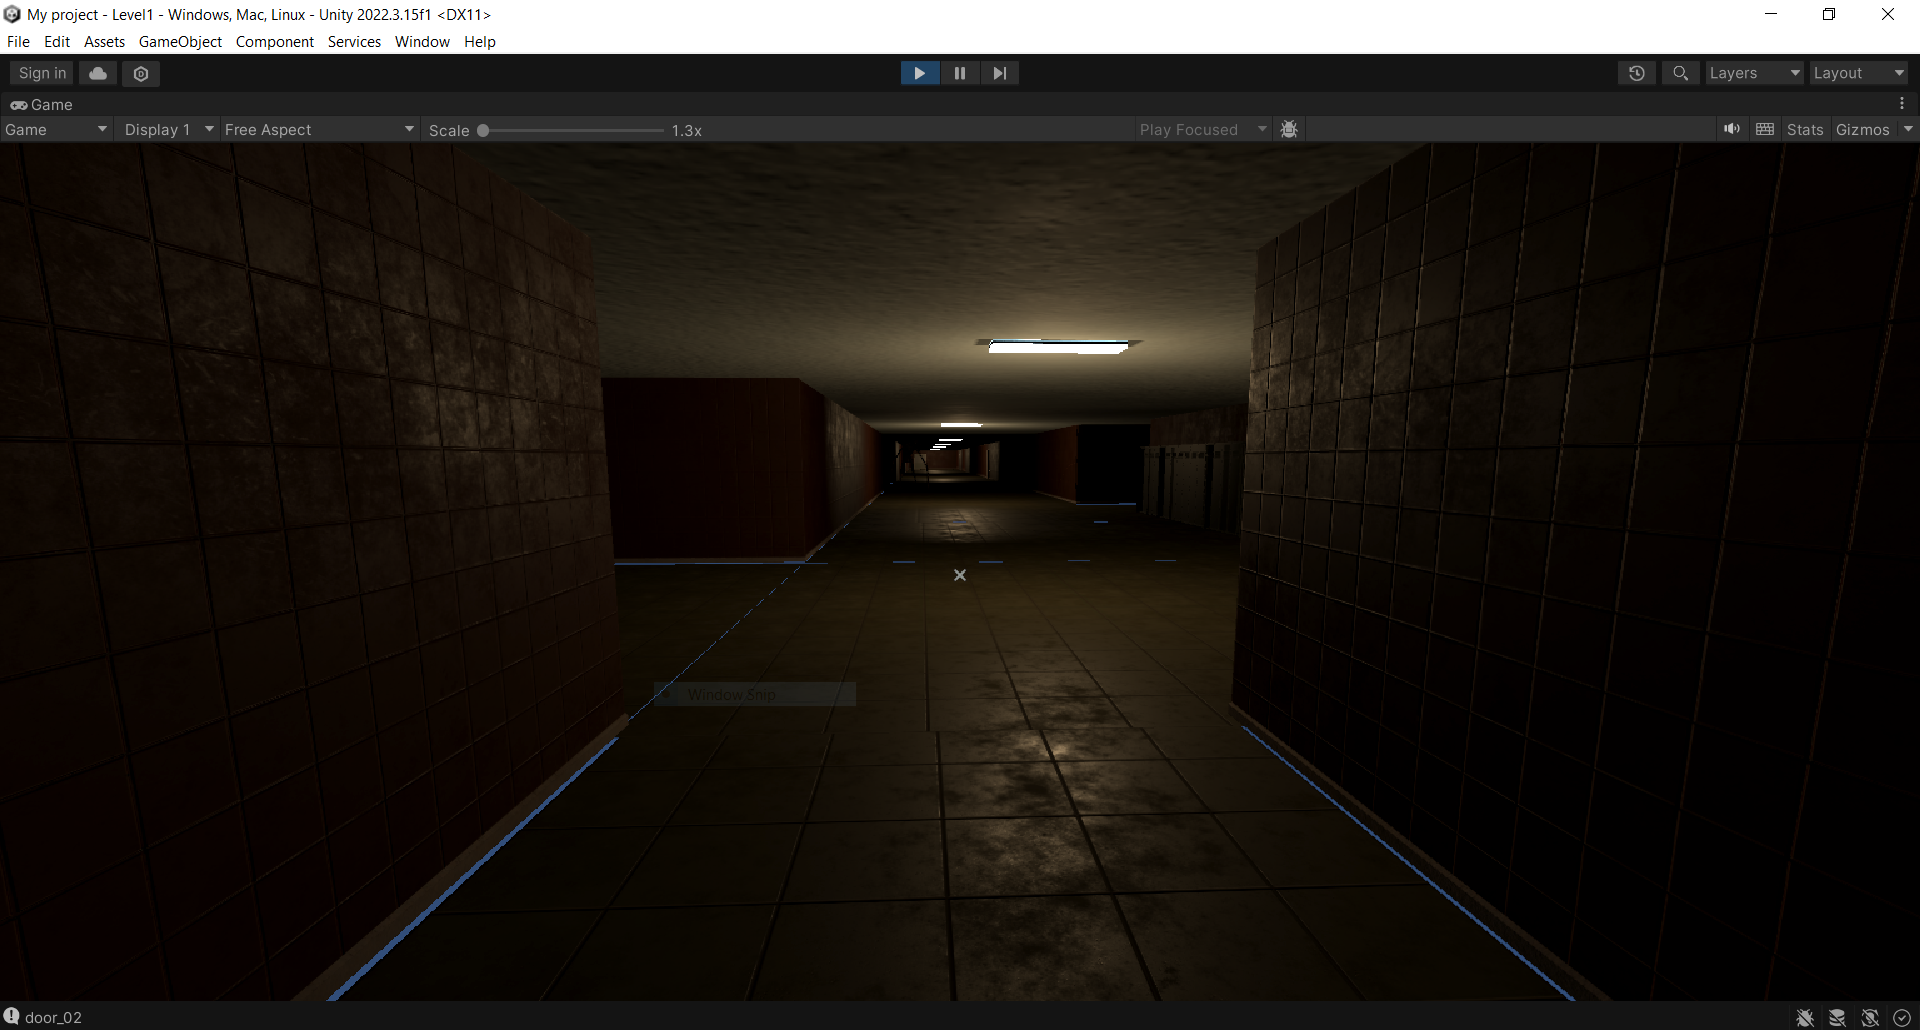 My project - Level1 - Windows, Mac, Linux - Unity 2022.3.15f1 <DX11>
File Edit Assets GameObject Component Services Window Help
Sign in Layers Layout
Game
Game Display 1 Free Aspect Scale 1.3x Play Focused Stats Gizmos
Window Snip
door_02